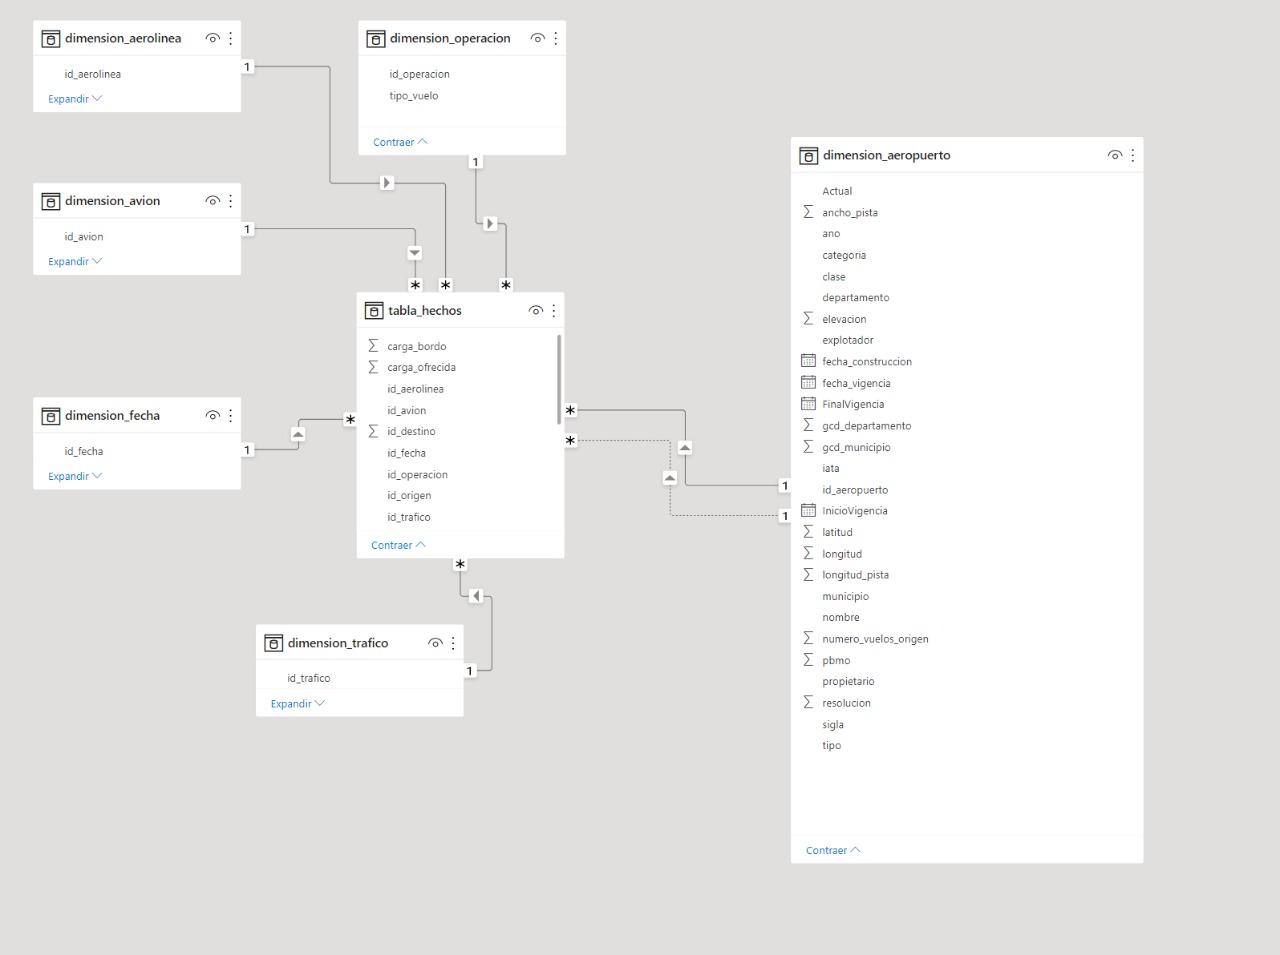 dimension_aerolinea
id_aerolinea
Expandir
1
dimension_operacion
id_operacion
tipo_vuelo
Contraer
1
dimension_avion
id_avion
Expandir
1
*
*
*
dimension_fecha
id_fecha
Expandir
1
*
tabla_hechos
carga_bordo
carga_ofrecida
id_aerolinea
id_avion
id_destino
id_fecha
id_operacion
id_origen
id_trafico
Contraer
*
*
*
1
1
dimension_trafico
id_trafico
Expandir
1
dimension_aeropuerto
Actual
ancho_pista
ano
categoria
clase
departamento
elevacion
explotador
fecha_construccion
fecha_vigencia
FinalVigencia
gcd_departamento
gcd_municipio
iata
id_aeropuerto
InicioVigencia
latitud
longitud
longitud_pista
municipio
nombre
numero_vuelos_origen
pbmo
propietario
resolucion
sigla
tipo
Contraer